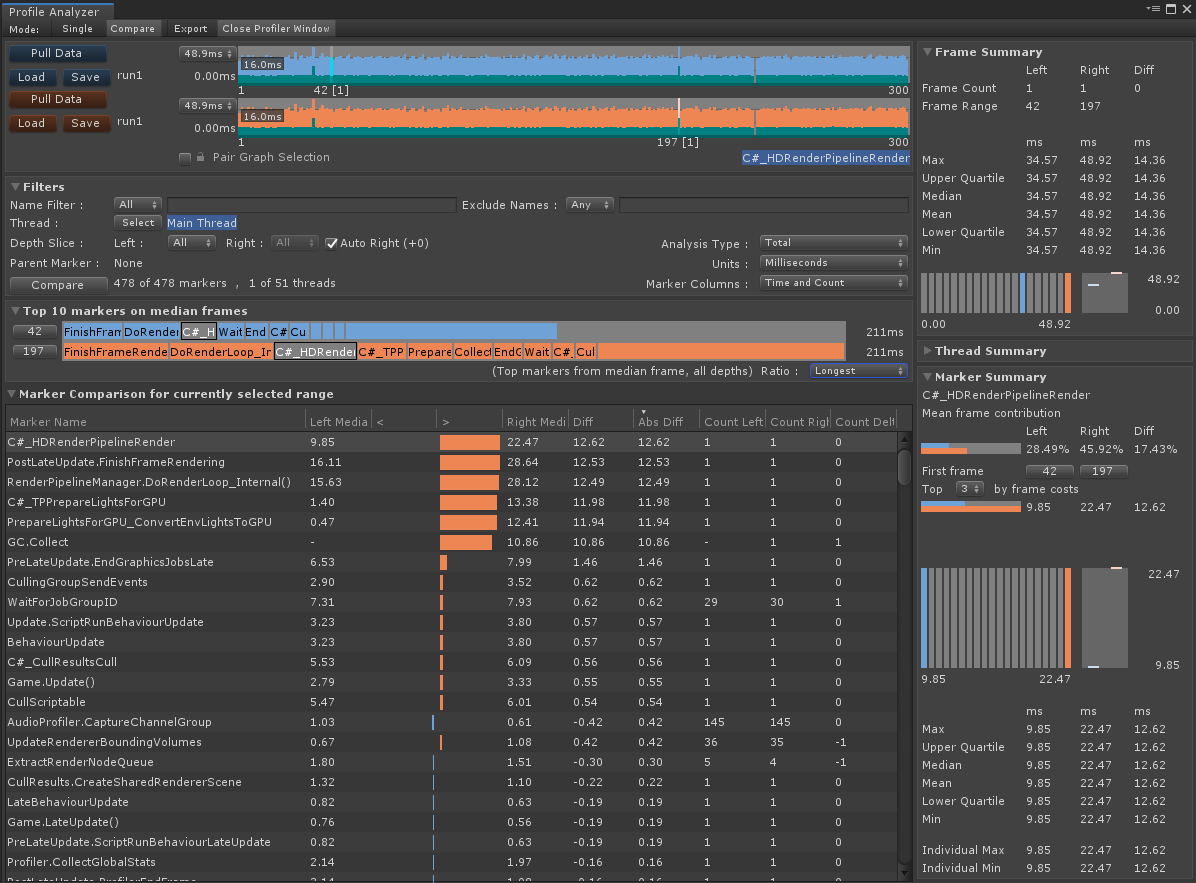 Profile Analyzer
Mode: Single Compare Export Close Profiler Window
Pull Data
Load Save run1
Pull Data
Load Save run1
48.9ms
16.0ms
0.00ms
1 42 [1] 300
48.9ms
16.0ms
0.00ms
1 197 [1] 300
Pair Graph Selection C#_HDRenderPipelineRender
Filters
Name Filter : All Exclude Names : Any
Thread : Select Main Thread
Depth Slice : Left : All Right : All Auto Right (+0) Analysis Type : Total
Parent Marker : None Units : Milliseconds
Compare 478 of 478 markers , 1 of 51 threads Marker Columns : Time and Count
Top 10 markers on median frames
42 FinishFran DoRender C#_H Wait End C# Cu 211ms
197 FinishFrameRende DoRenderLoop_Ir C#_HDRender C#_TPP Prepare Collect EndG Wait C#_ Cul 211ms
(Top markers from median frame, all depths) Ratio : Longest
Marker Comparison for currently selected range
Marker Name Left Media < > Right Medi Diff Abs Diff Count Left Count Righ Count Delt
C#_HDRenderPipelineRender 9.85 22.47 12.62 12.62 1 1 0
PostLateUpdate.FinishFrameRendering 16.11 28.64 12.53 12.53 1 1 0
RenderPipelineManager.DoRenderLoop_Internal() 15.63 28.12 12.49 12.49 1 1 0
C#_TPPrepareLightsForGPU 1.40 13.38 11.98 11.98 1 1 0
PrepareLightsForGPU_ConvertEnvLightsToGPU 0.47 12.41 11.94 11.94 1 1 0
GC.Collect - 10.86 10.86 10.86 - 1 1
PreLateUpdate.EndGraphicsJobsLate 6.53 7.99 1.46 1.46 1 1 0
CullingGroupSendEvents 2.90 3.52 0.62 0.62 1 1 0
WaitForJobGroupID 7.31 7.93 0.62 0.62 29 30 1
Update.ScriptRunBehaviourUpdate 3.23 3.80 0.57 0.57 1 1 0
BehaviourUpdate 3.23 3.80 0.57 0.57 1 1 0
C#_CullResultsCull 5.53 6.09 0.56 0.56 1 1 0
Game.Update() 2.79 3.33 0.55 0.55 1 1 0
CullScriptable 5.47 6.01 0.54 0.54 1 1 0
AudioProfiler.CaptureChannelGroup 1.03 0.61 -0.42 0.42 145 145 0
UpdateRendererBoundingVolumes 0.67 1.08 0.42 0.42 36 35 -1
ExtractRenderNodeQueue 1.80 1.51 -0.30 0.30 5 4 -1
CullResults.CreateSharedRendererScene 1.32 1.10 -0.22 0.22 1 1 0
LateBehaviourUpdate 0.82 0.63 -0.19 0.19 1 1 0
Game.LateUpdate() 0.76 0.56 -0.19 0.19 1 1 0
PreLateUpdate.ScriptRunBehaviourLateUpdate 0.82 0.63 -0.19 0.19 1 1 0
Profiler.CollectGlobalStats 2.14 1.97 -0.16 0.16 1 1 0
Frame Summary
Left Right Diff
Frame Count 1 1 0
Frame Range 42 197
ms ms ms
Max 34.57 48.92 14.36
Upper Quartile 34.57 48.92 14.36
Median 34.57 48.92 14.36
Mean 34.57 48.92 14.36
Lower Quartile 34.57 48.92 14.36
Min 34.57 48.92 14.36
48.92
0.00
0.00 48.92
Thread Summary
Marker Summary
C#_HDRenderPipelineRender
Mean frame contribution
Left Right Diff
28.49% 45.92% 17.43%
First frame 42 197
Top 3 by frame costs
9.85 22.47 12.62
22.47
9.85
9.85 22.47
ms ms ms
Max 9.85 22.47 12.62
Upper Quartile 9.85 22.47 12.62
Median 9.85 22.47 12.62
Mean 9.85 22.47 12.62
Lower Quartile 9.85 22.47 12.62
Min 9.85 22.47 12.62
Individual Max 9.85 22.47 12.62
Individual Min 9.85 22.47 12.62